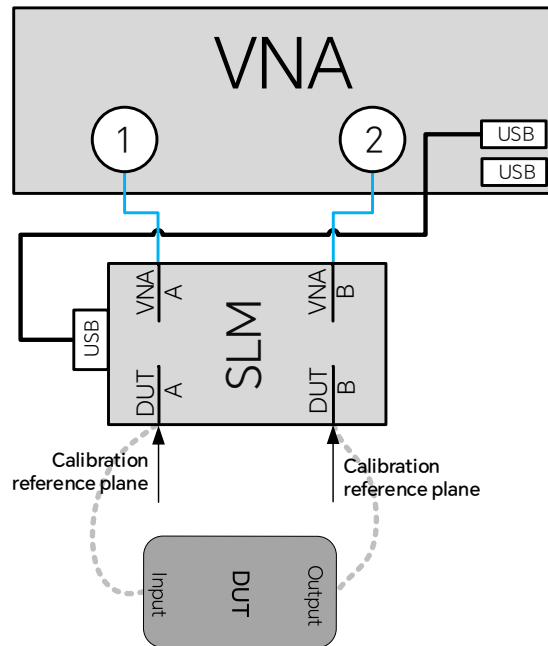 VNA
1
2
USB
USB
VNA
A
VNA
B
USB
SLM
DUT
A
DUT
B
Calibration
reference plane
Calibration
reference plane
Input
DUT
Output